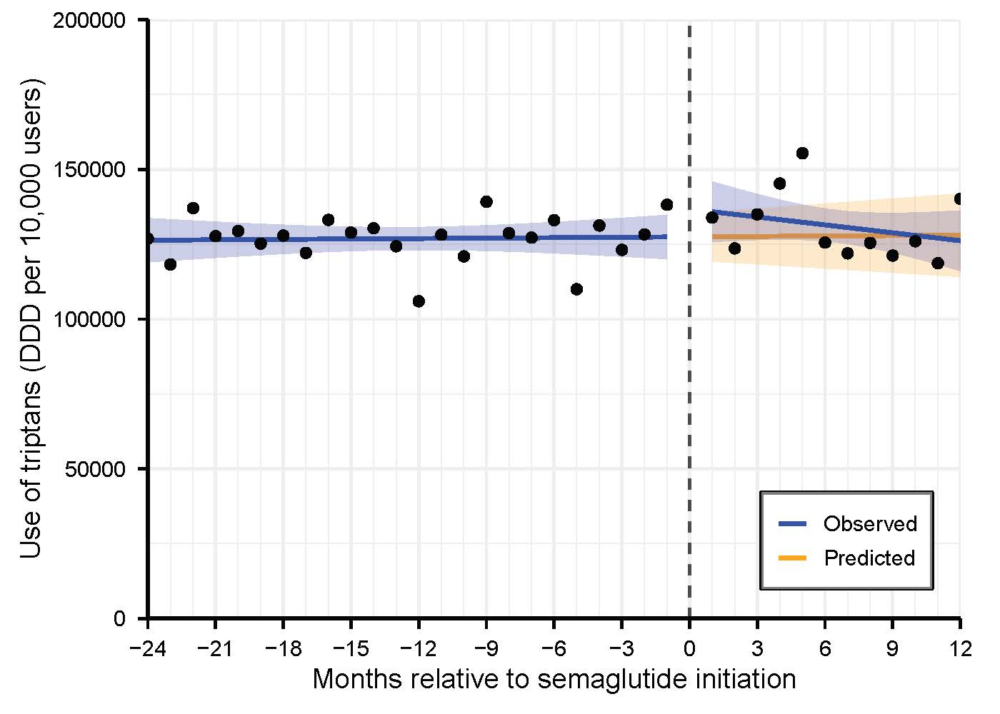 200000
150000
100000
50000
0
Use of triptans (DDD per 10,000 users)
Observed
Predicted
−24 −21 −18 −15 −12 −9 −6 −3 0 3 6 9 12
Months relative to semaglutide initiation